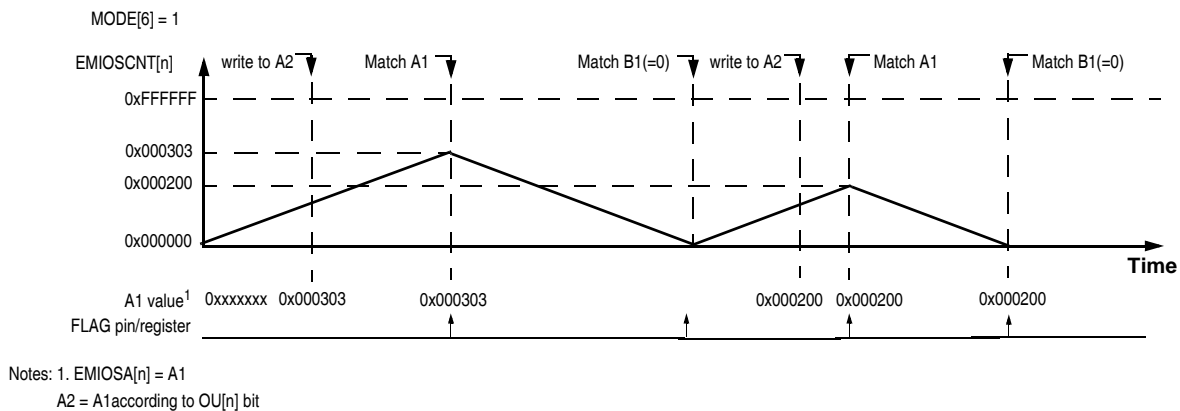 MODE[6] = 1
EMIOSCNT[n] write to A2 Match A1 Match B1(=0) write to A2 Match A1 Match B1(=0)
0xFFFFFF
0x000303
0x000200
0x000000
Time
A1 value1 0xxxxxxx 0x000303 0x000303 0x000200 0x000200 0x000200
FLAG pin/register
Notes: 1. EMIOSA[n] = A1
A2 = A1according to OU[n] bit